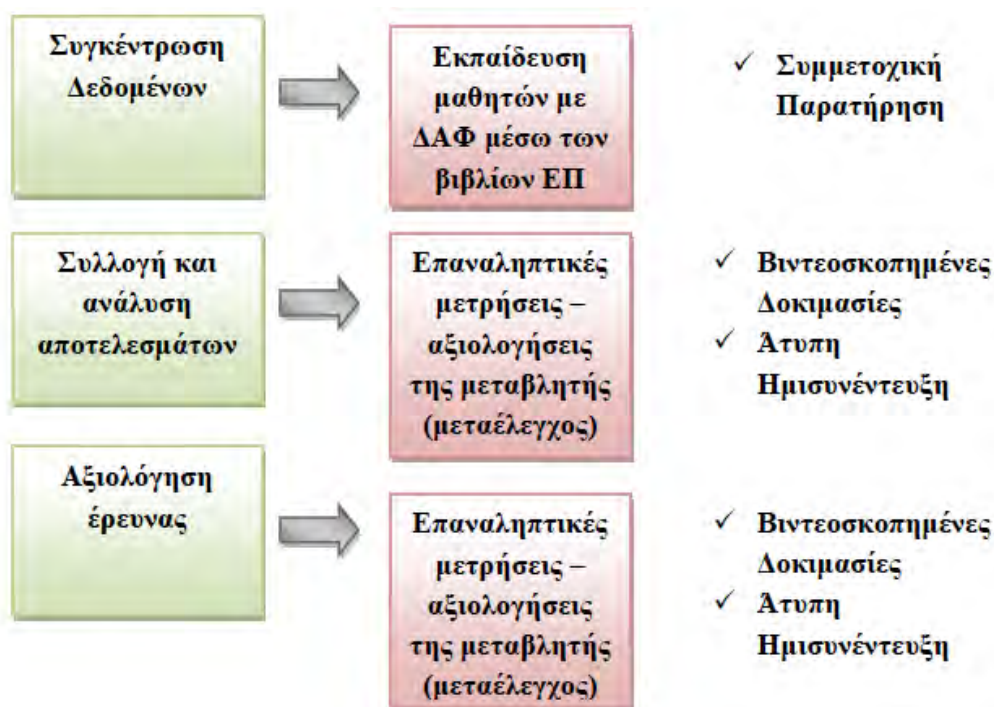 Συγκέντρωση
Δεδομένων
Εκπαίδευση
μαθητών με
ΔΑΦ μέσω των
βιβλίων ΕΠ
✓ Συμμετοχική
Παρατήρηση
Συλλογή και
ανάλυση
αποτελεσμάτων
Επαναληπτικές
μετρήσεις –
αξιολογήσεις
της μεταβλητής
(μεταέλεγχος)
✓ Βιντεοσκοπημένες
Δοκιμασίες
✓ Άτυπη
Ημισυνέντευξη
Αξιολόγηση
έρευνας
Επαναληπτικές
μετρήσεις –
αξιολογήσεις
της μεταβλητής
(μεταέλεγχος)
✓ Βιντεοσκοπημένες
Δοκιμασίες
✓ Άτυπη
Ημισυνέντευξη